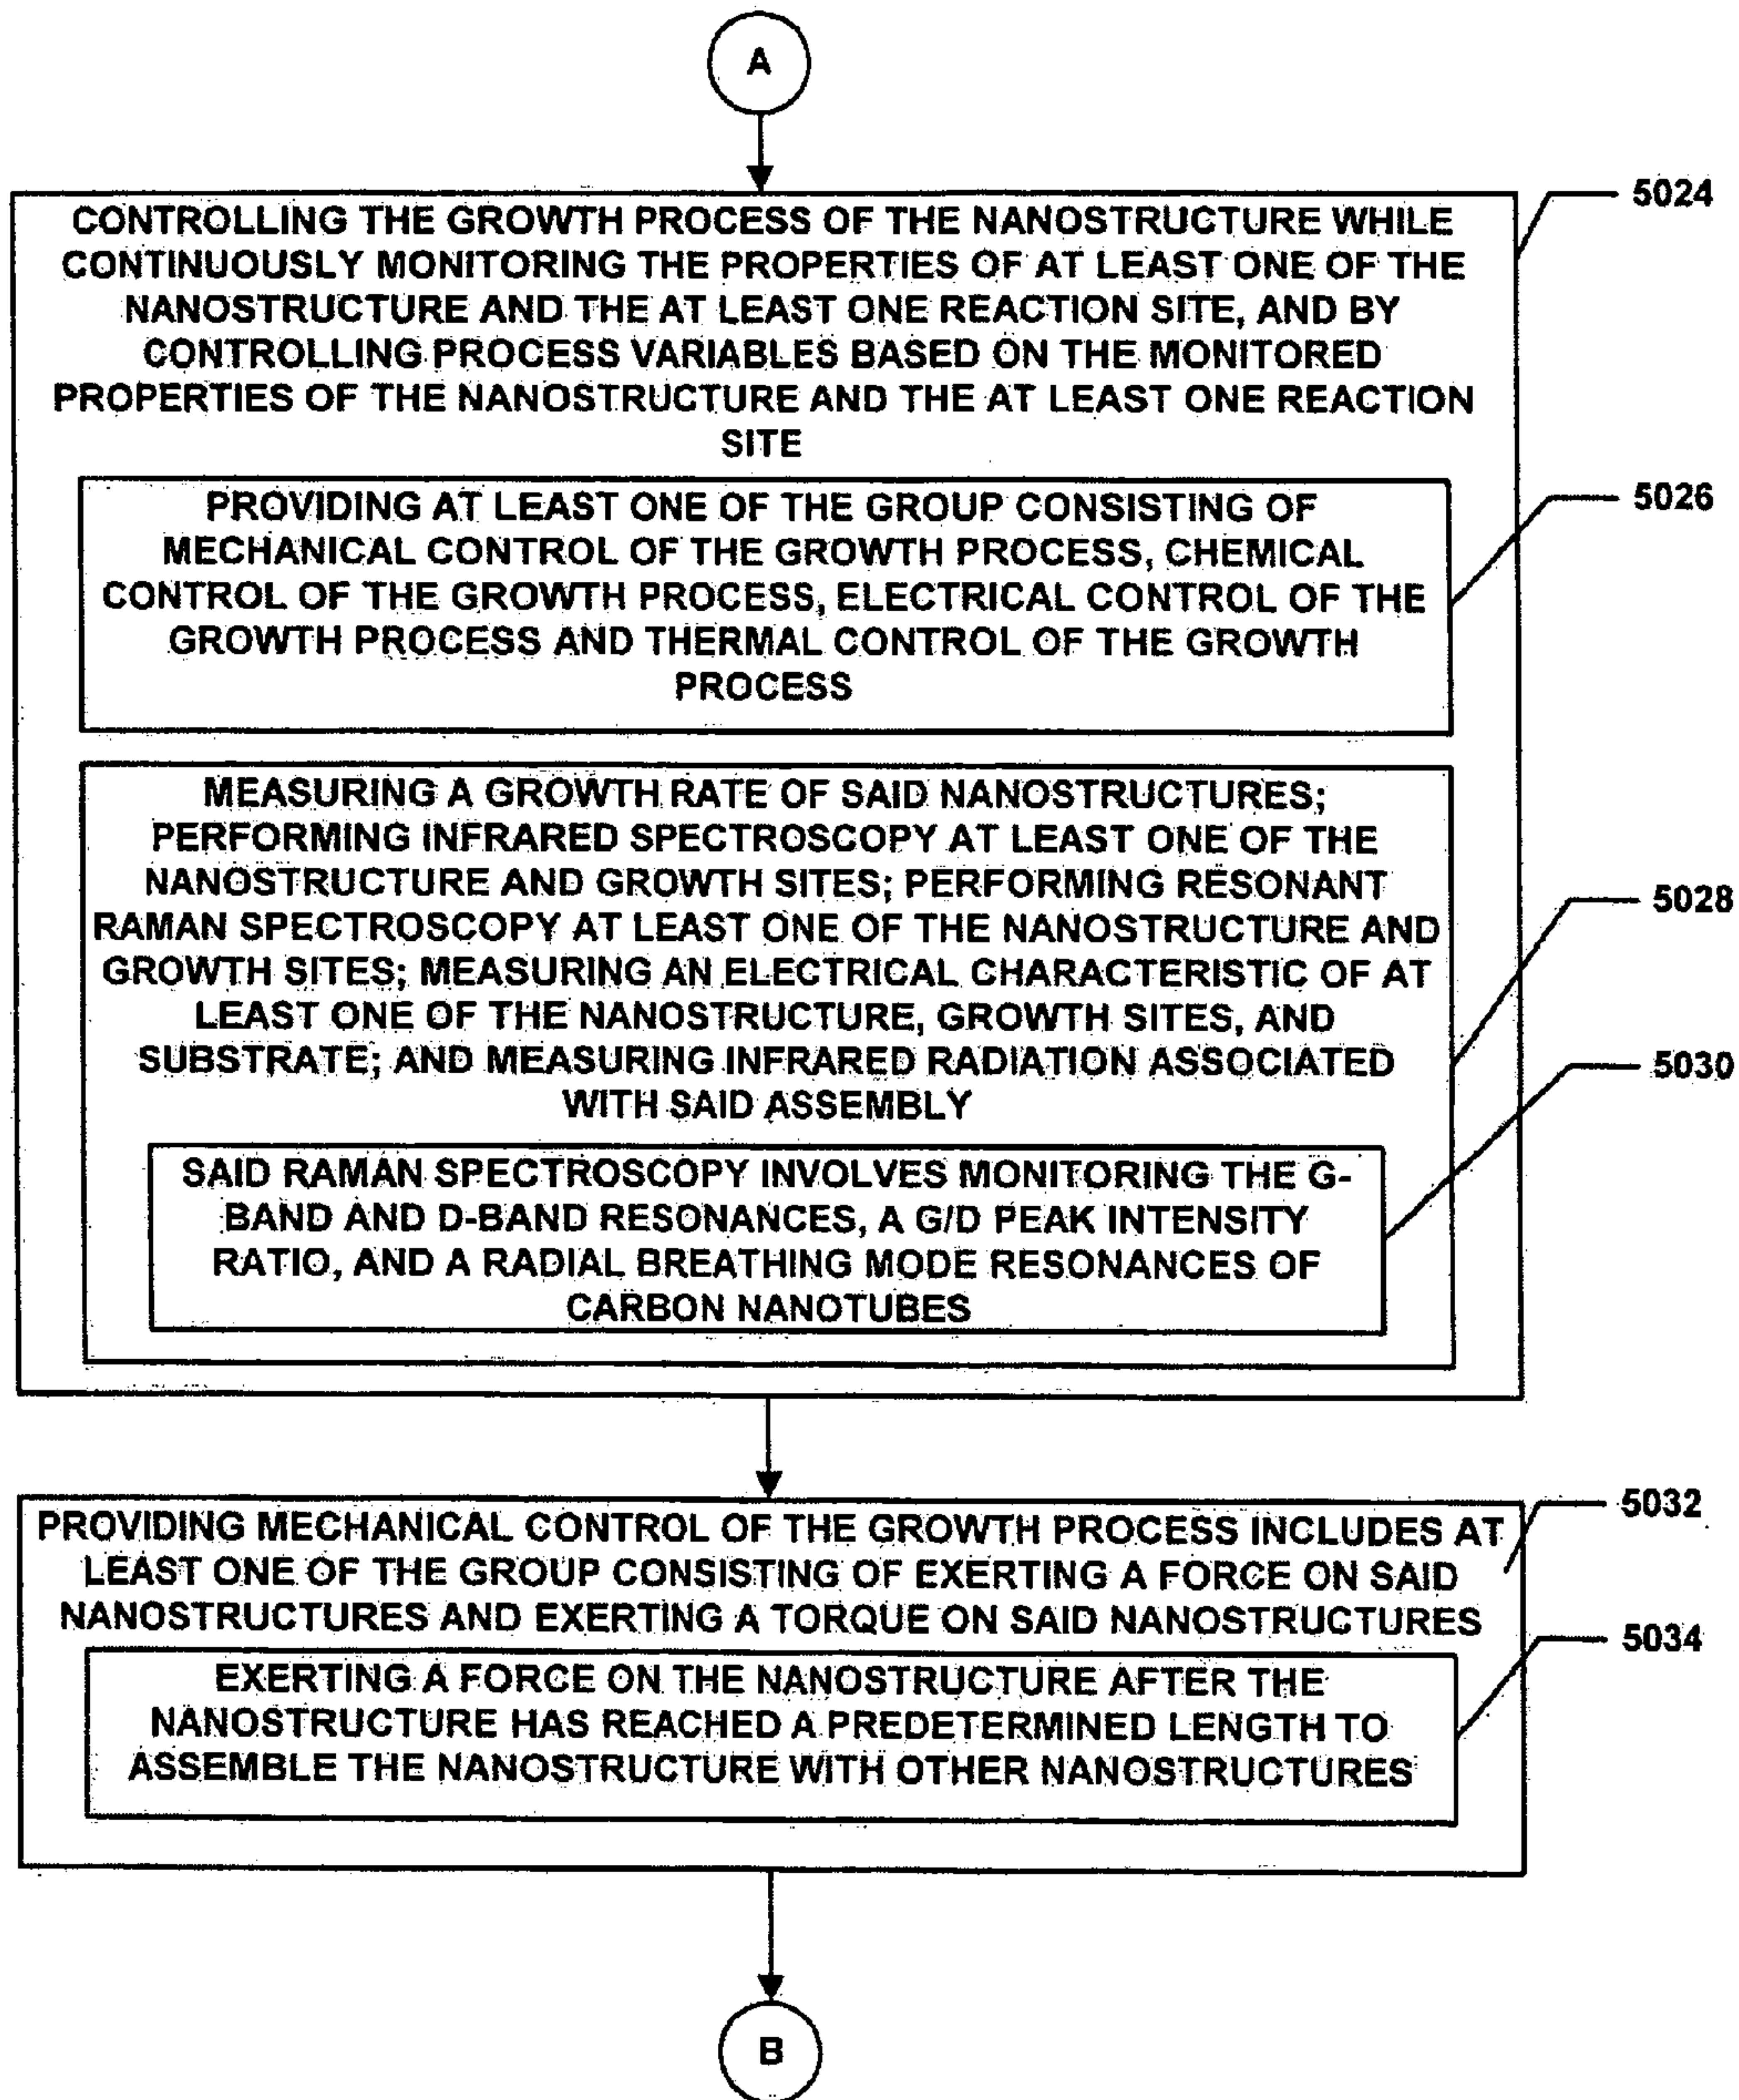 A
5024
CONTROLLING THE GROWTH PROCESS OF THE NANOSTRUCTURE WHILE
CONTINUOUSLY MONITORING THE PROPERTIES OF AT LEAST ONE OF THE
NANOSTRUCTURE AND THE AT LEAST ONE REACTION SITE, AND BY
CONTROLLING PROCESS VARIABLES BASED ON THE MONITORED
PROPERTIES OF THE NANOSTRUCTURE AND THE AT LEAST ONE REACTION
SITE
5026
PROVIDING AT LEAST ONE OF THE GROUP CONSISTING OF
MECHANICAL CONTROL OF THE GROWTH PROCESS, CHEMICAL
CONTROL OF THE GROWTH PROCESS, ELECTRICAL CONTROL OF THE
GROWTH PROCESS AND THERMAL CONTROL OF THE GROWTH
PROCESS
MEASURING A GROWTH RATE OF SAID NANOSTRUCTURES;
PERFORMING INFRARED SPECTROSCOPY AT LEAST ONE OF THE
NANOSTRUCTURE AND GROWTH SITES; PERFORMING RESONANT
RAMAN SPECTROSCOPY AT LEAST ONE OF THE NANOSTRUCTURE AND
GROWTH SITES; MEASURING AN ELECTRICAL CHARACTERISTIC OF AT
LEAST ONE OF THE NANOSTRUCTURE, GROWTH SITES, AND
SUBSTRATE; AND MEASURING INFRARED RADIATION ASSOCIATED
WITH SAID ASSEMBLY
5028
5030
SAID RAMAN SPECTROSCOPY INVOLVES MONITORING THE G-
BAND AND D-BAND RESONANCES, A G/D PEAK INTENSITY
RATIO, AND A RADIAL BREATHING MODE RESONANCES OF
CARBON NANOTUBES
5032
PROVIDING MECHANICAL CONTROL OF THE GROWTH PROCESS INCLUDES AT
LEAST ONE OF THE GROUP CONSISTING OF EXERTING A FORCE ON SAID
NANOSTRUCTURES AND EXERTING A TORQUE ON SAID NANOSTRUCTURES
5034
EXERTING A FORCE ON THE NANOSTRUCTURE AFTER THE
NANOSTRUCTURE HAS REACHED A PREDETERMINED LENGTH TO
ASSEMBLE THE NANOSTRUCTURE WITH OTHER NANOSTRUCTURES
B